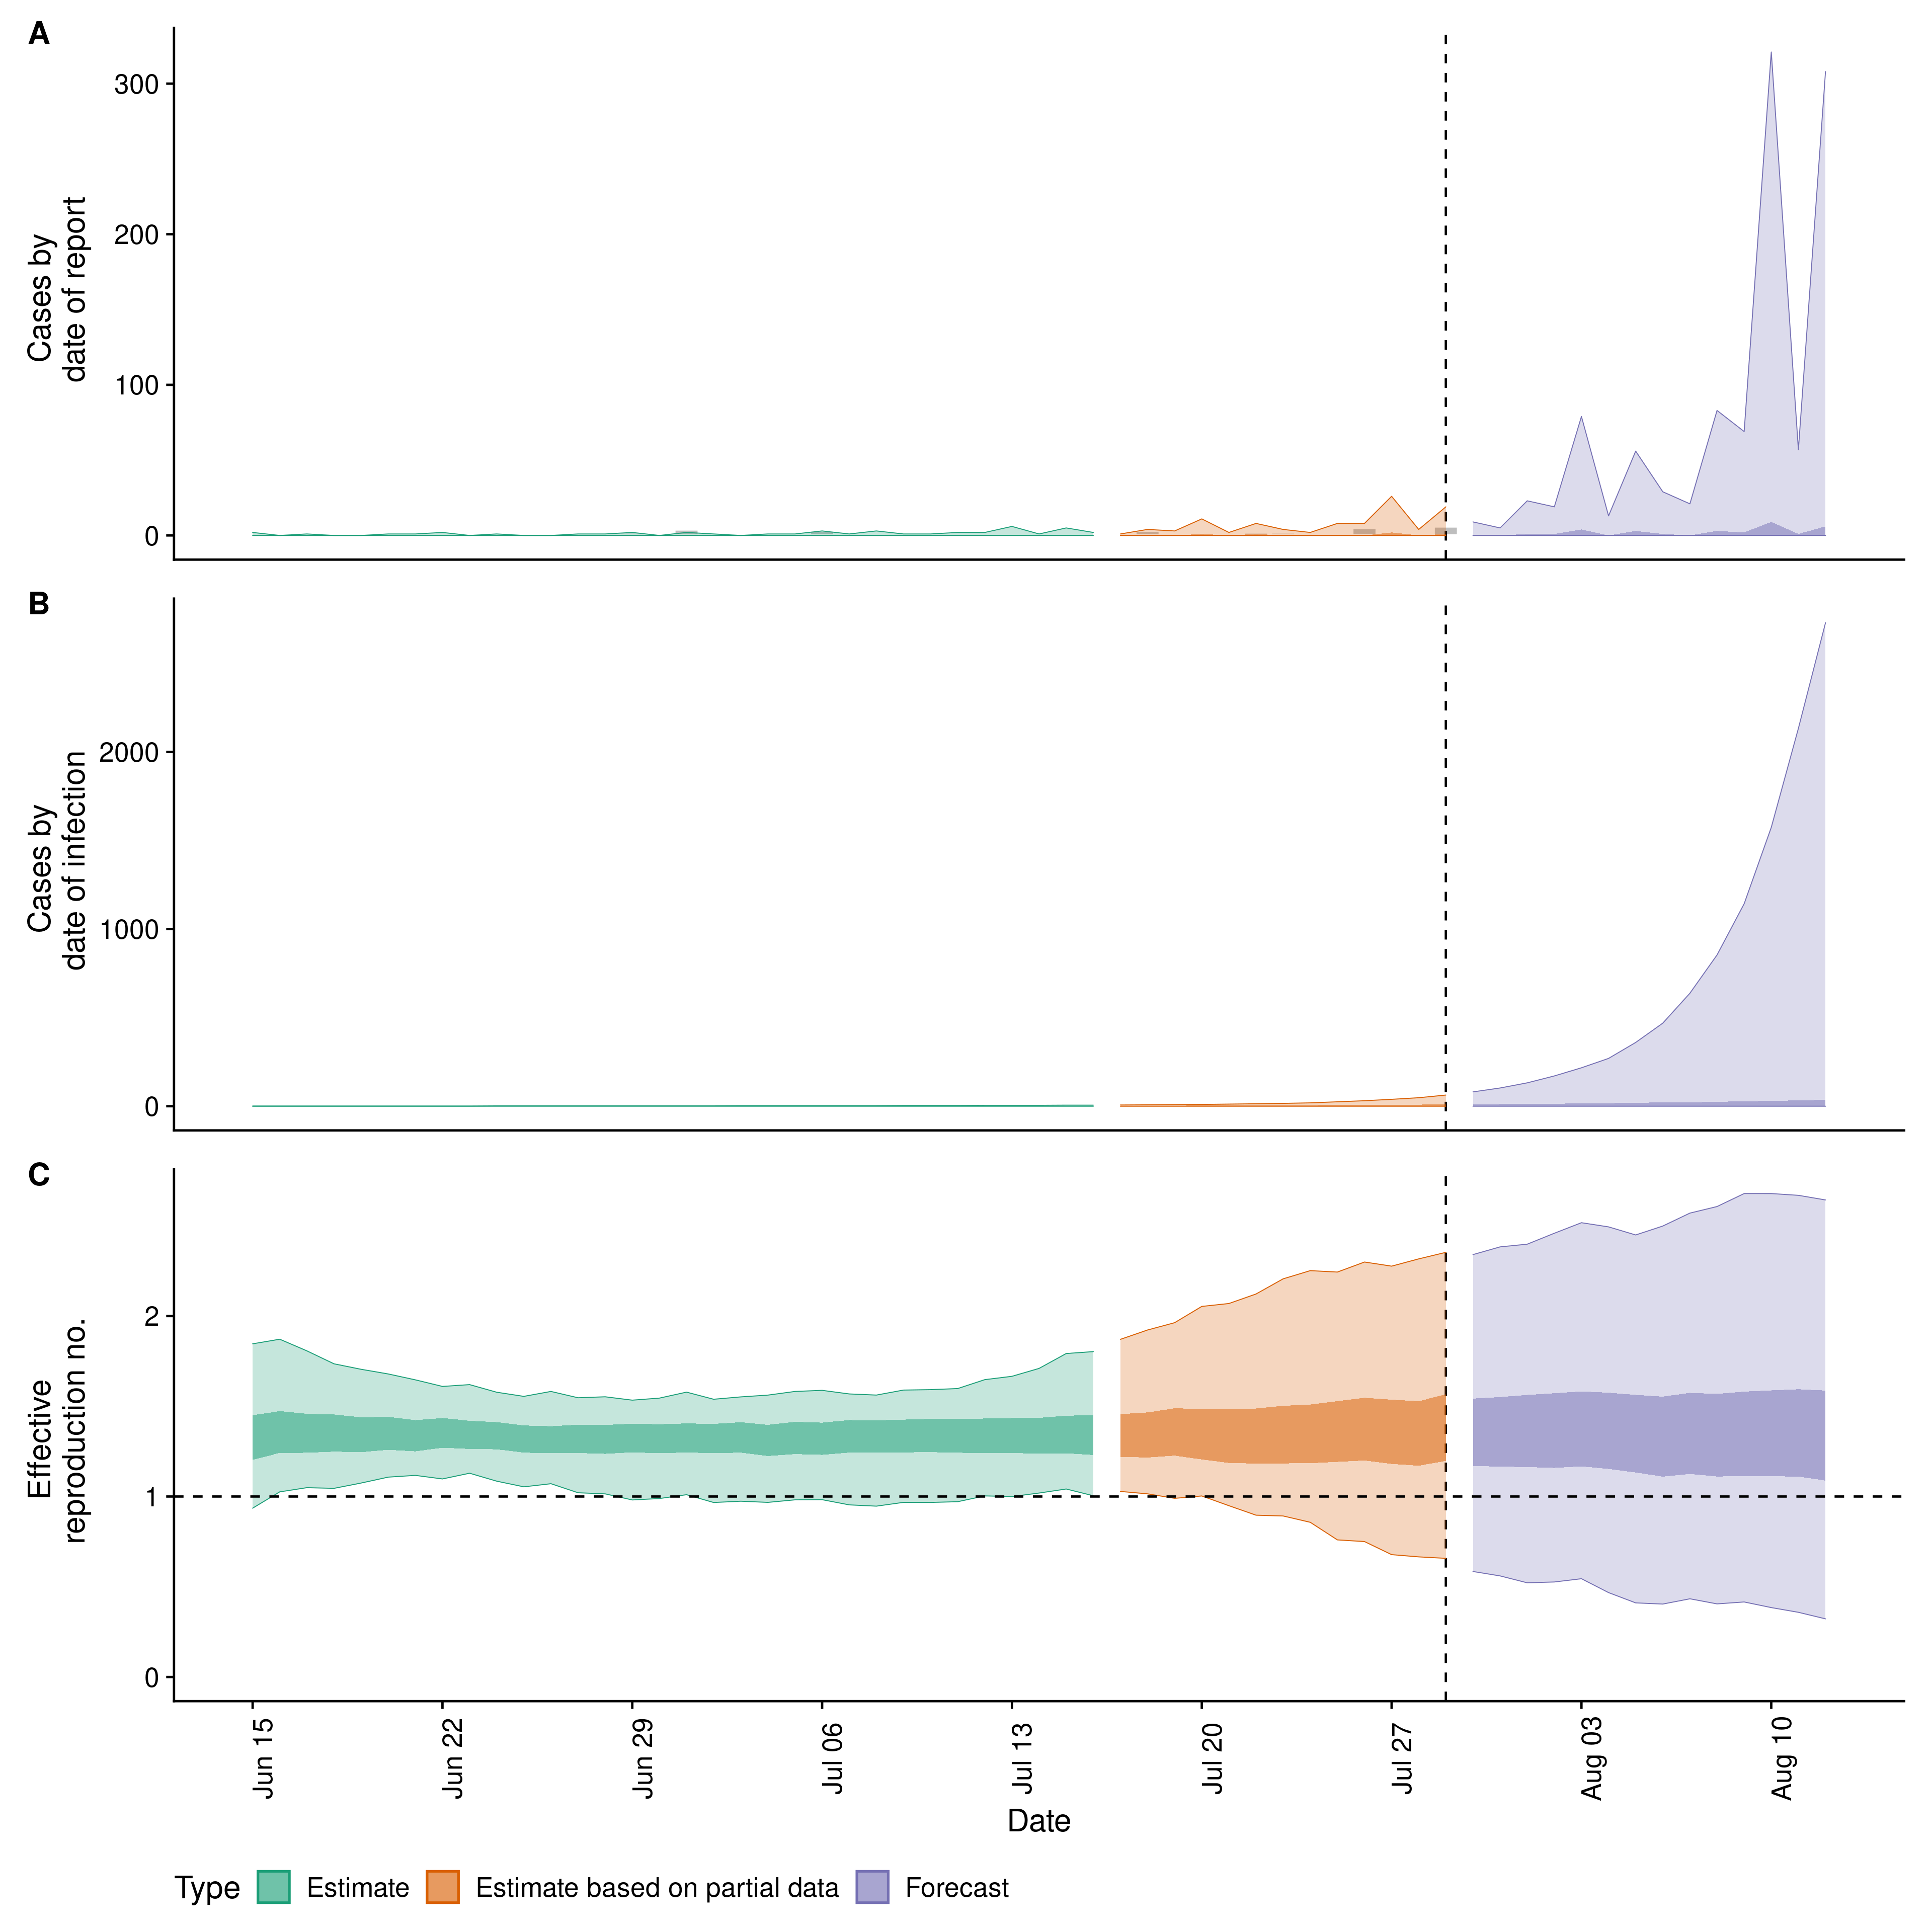 A
300
200
100
0
Cases by
date of report
B
2000
1000
0
Cases by
date of infection
C
2
1
0
Effective
reproduction no.
Jun 15
Jun 22
Jun 29
Jul 06
Jul 13
Jul 20
Jul 27
Aug 03
Aug 10
Date
Type Estimate Estimate based on partial data Forecast